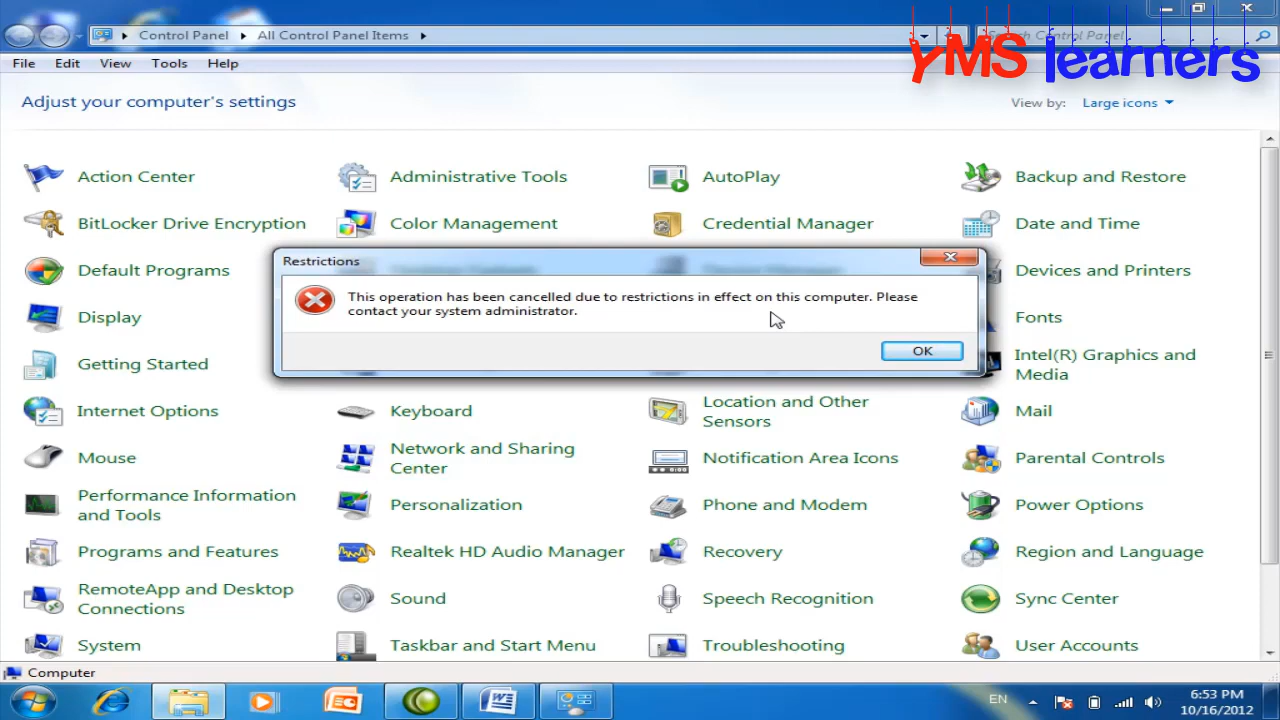 YMS learners
Control Panel
All Control Panel Items
Search Control Panel
File Edit View Tools Help
Adjust your computer's settings
View by: Large icons
Action Center
Administrative Tools
AutoPlay
Backup and Restore
BitLocker Drive Encryption
Color Management
Credential Manager
Date and Time
Default Programs
Devices and Printers
Restrictions
This operation has been cancelled due to restrictions in effect on this computer. Please
contact your system administrator.
OK
Display
Fonts
Getting Started
Intel(R) Graphics and
Media
Internet Options
Keyboard
Location and Other
Sensors
Mail
Mouse
Network and Sharing
Center
Notification Area Icons
Parental Controls
Performance Information
and Tools
Personalization
Phone and Modem
Power Options
Programs and Features
Realtek HD Audio Manager
Recovery
Region and Language
RemoteApp and Desktop
Connections
Sound
Speech Recognition
Sync Center
System
Taskbar and Start Menu
Troubleshooting
User Accounts
Computer
EN
6:53 PM
10/16/2012